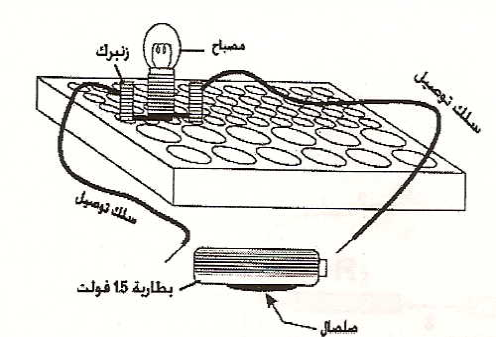 مصباح
زنبرك
سلك توصيل
سلك توصيل
بطارية 1.5 فولت
صلصال